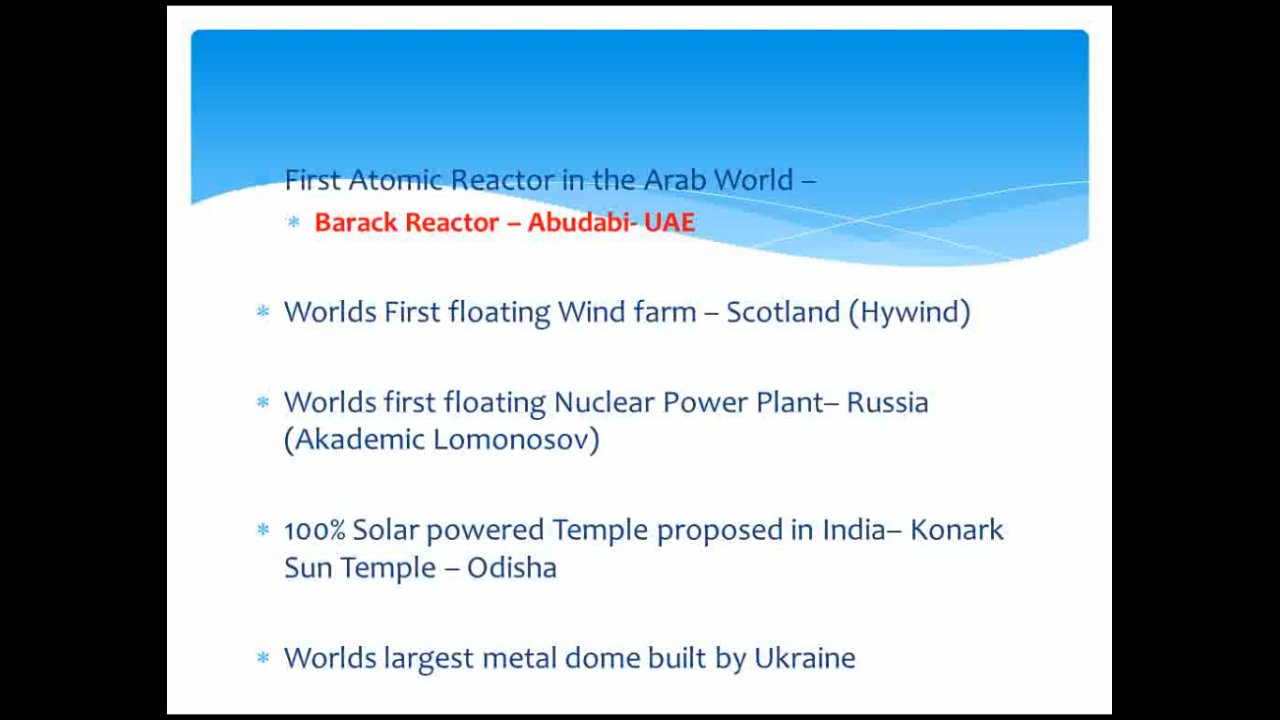 First Atomic Reactor in the Arab World –
* Barack Reactor – Abudabi- UAE
* Worlds First floating Wind farm – Scotland (Hywind)
* Worlds first floating Nuclear Power Plant– Russia
(Akademic Lomonosov)
* 100% Solar powered Temple proposed in India– Konark
Sun Temple – Odisha
* Worlds largest metal dome built by Ukraine